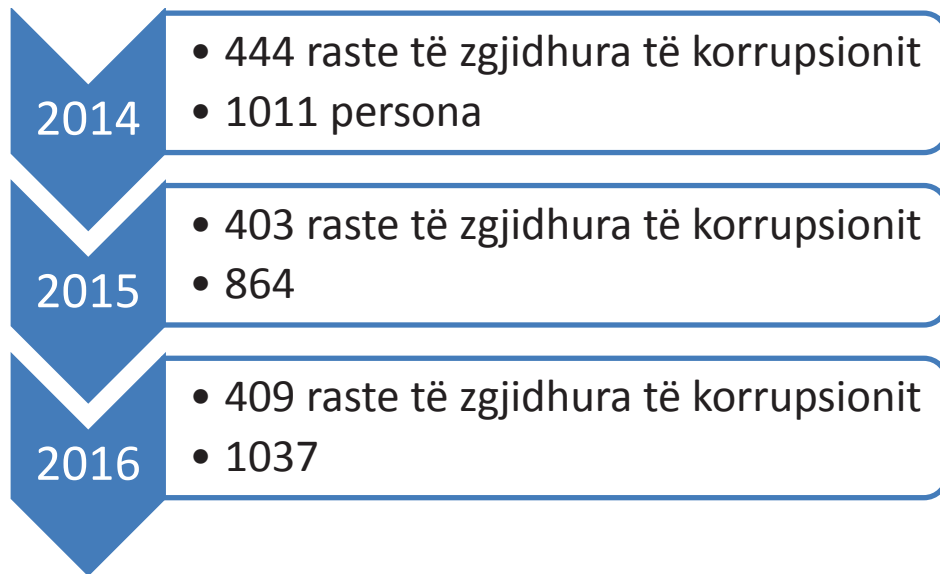 2014
• 444 raste të zgjidhura të korrupsionit
• 1011 persona
2015
• 403 raste të zgjidhura të korrupsionit
• 864
2016
• 409 raste të zgjidhura të korrupsionit
• 1037